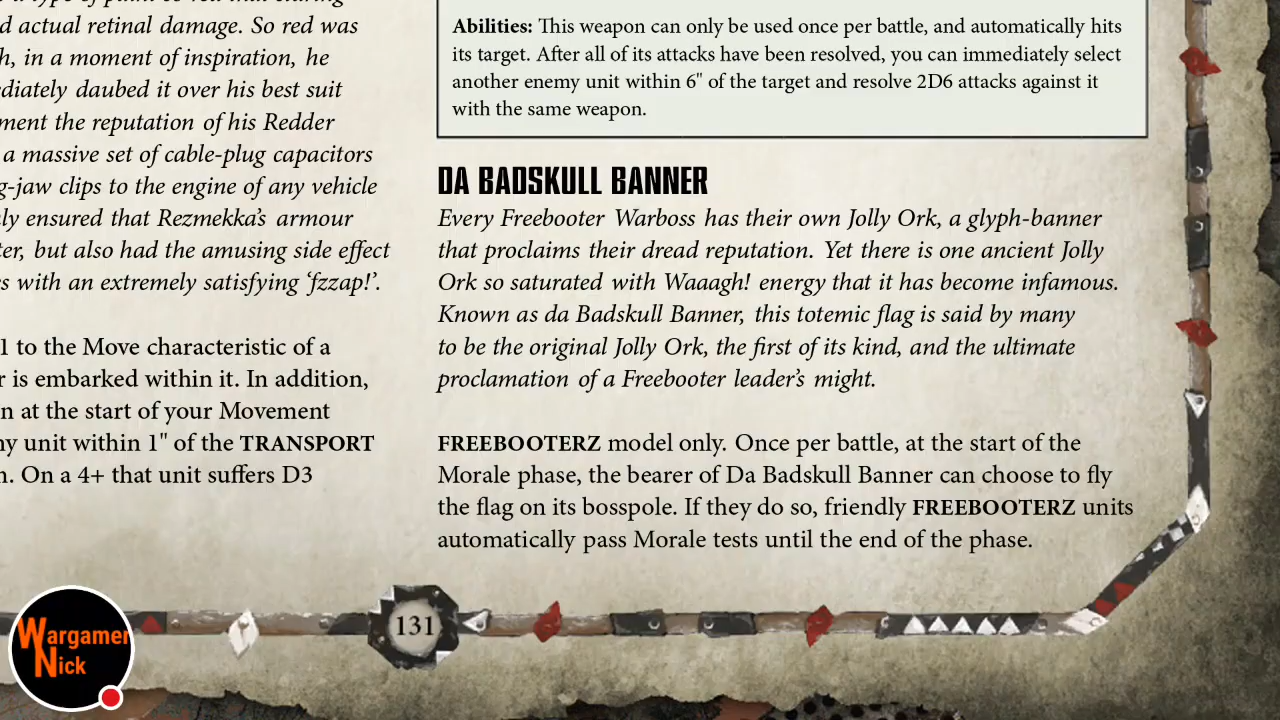 d actual retinal damage. So red was
h, in a moment of inspiration, he
ediately daubed it over his best suit
ment the reputation of his Redder
a massive set of cable-plug capacitors
g-jaw clips to the engine of any vehicle
ly ensured that Rezmekka's armour
ter, but also had the amusing side effect
s with an extremely satisfying 'fzzap!'.
1 to the Move characteristic of a
r is embarked within it. In addition,
n at the start of your Movement
ny unit within 1" of the TRANSPORT
n. On a 4+ that unit suffers D3
Abilities: This weapon can only be used once per battle, and automatically hits
its target. After all of its attacks have been resolved, you can immediately select
another enemy unit within 6" of the target and resolve 2D6 attacks against it
with the same weapon.
DA BADSKULL BANNER
Every Freebooter Warboss has their own Jolly Ork, a glyph-banner
that proclaims their dread reputation. Yet there is one ancient Jolly
Ork so saturated with Waaagh! energy that it has become infamous.
Known as da Badskull Banner, this totemic flag is said by many
to be the original Jolly Ork, the first of its kind, and the ultimate
proclamation of a Freebooter leader's might.
FREEBOOTERZ model only. Once per battle, at the start of the
Morale phase, the bearer of Da Badskull Banner can choose to fly
the flag on its bosspole. If they do so, friendly FREEBOOTERZ units
automatically pass Morale tests until the end of the phase.
131
Wargamer
Nick